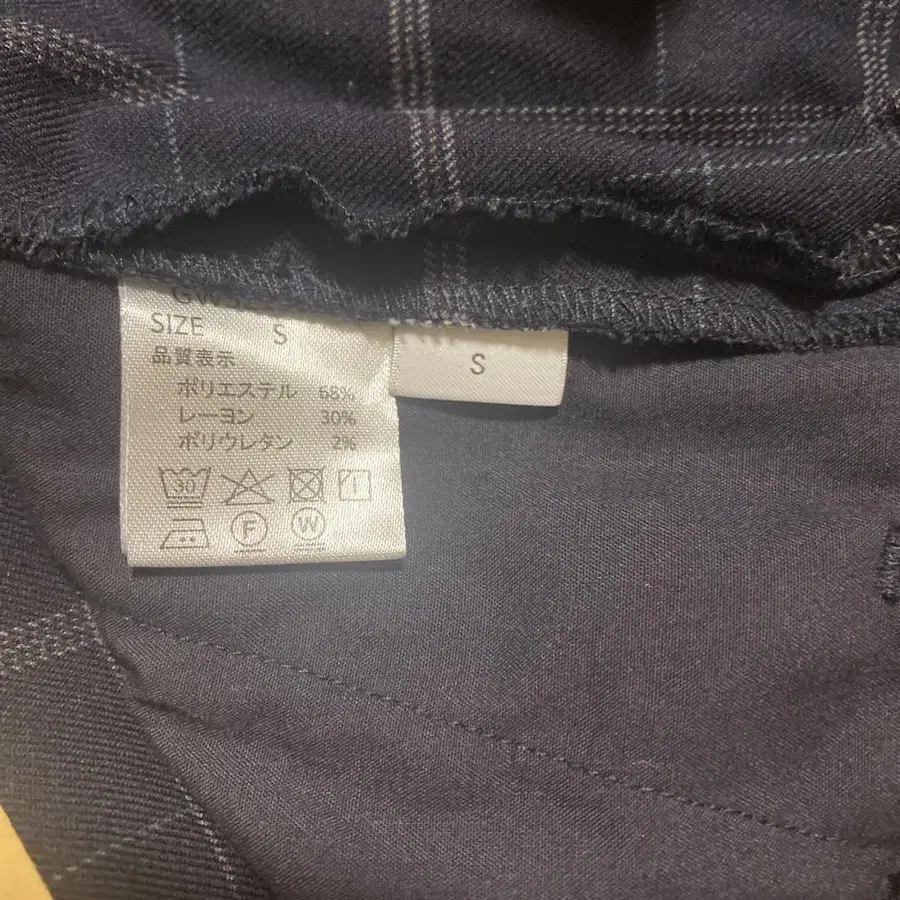 SIZE S
品質表示
ポリエステル 68%
レーヨン 30%
ポリウレタン 2%
30
F W
S